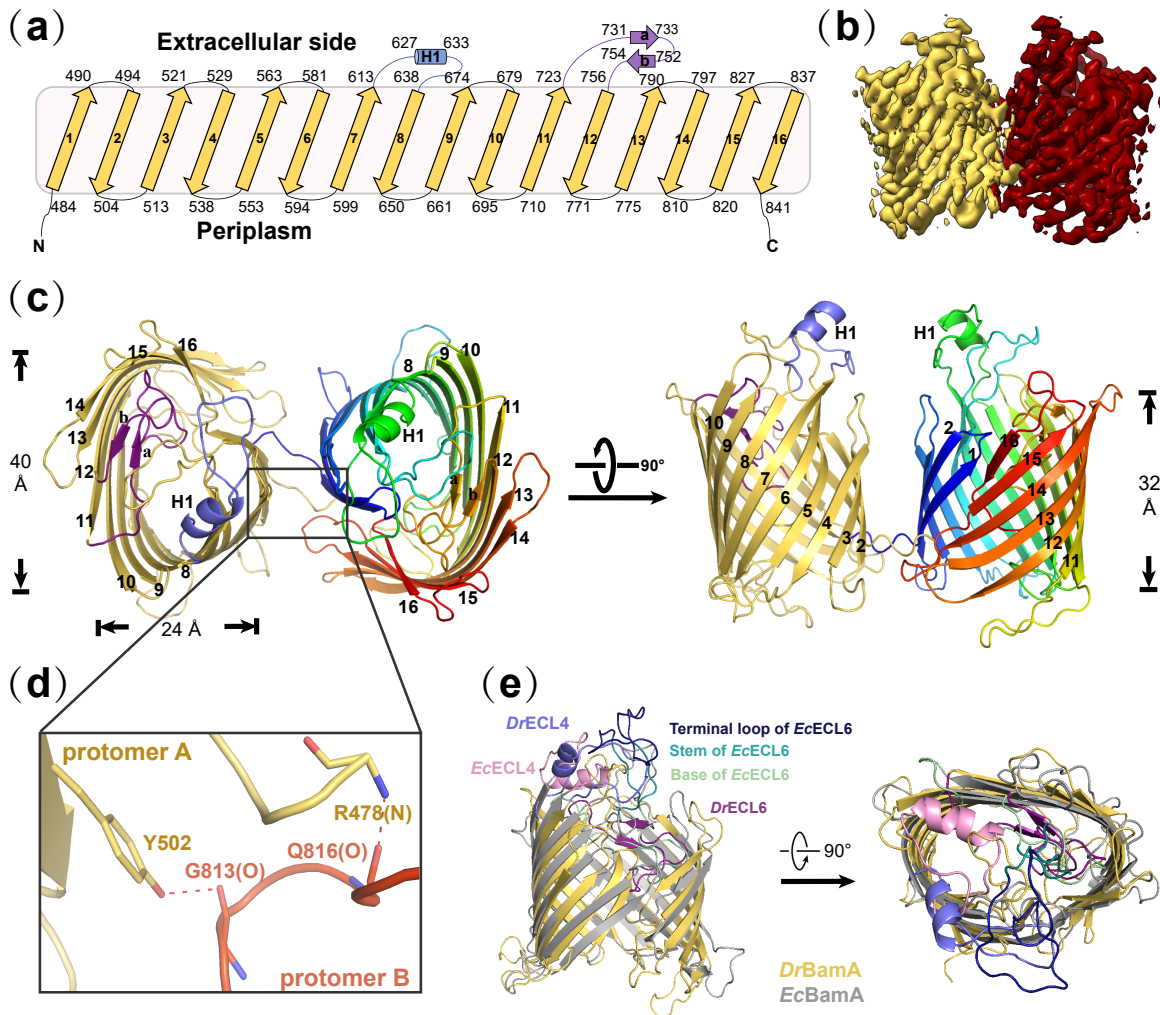 (a)
Extracellular side
627 633
H1
731 733
a
754 752
b
490 494 521 529 563 581 613 638 674 679 723 756 790 797 827 837
1 2 3 4 5 6 7 8 9 10 11 12 13 14 15 16
484 504 513 538 553 594 599 650 661 695 710 771 775 810 820 841
Periplasm
N
C
(b)
(c)
40
Å
24 Å
16
15
14
13
12
11
10
9
8
b
a
H1
8
9
10
11
12
13
14
15
16
H1
a
b
90°
H1
H1
10
9
8
7
6
5
4
3
2
2
1
16
15
14
13
12
11
32
Å
(d)
protomer A
R478(N)
Y502
Q816(O)
G813(O)
protomer B
(e)
DrECL4
EcECL4
Terminal loop of EcECL6
Stem of EcECL6
Base of EcECL6
DrECL6
90°
DrBamA
EcBamA